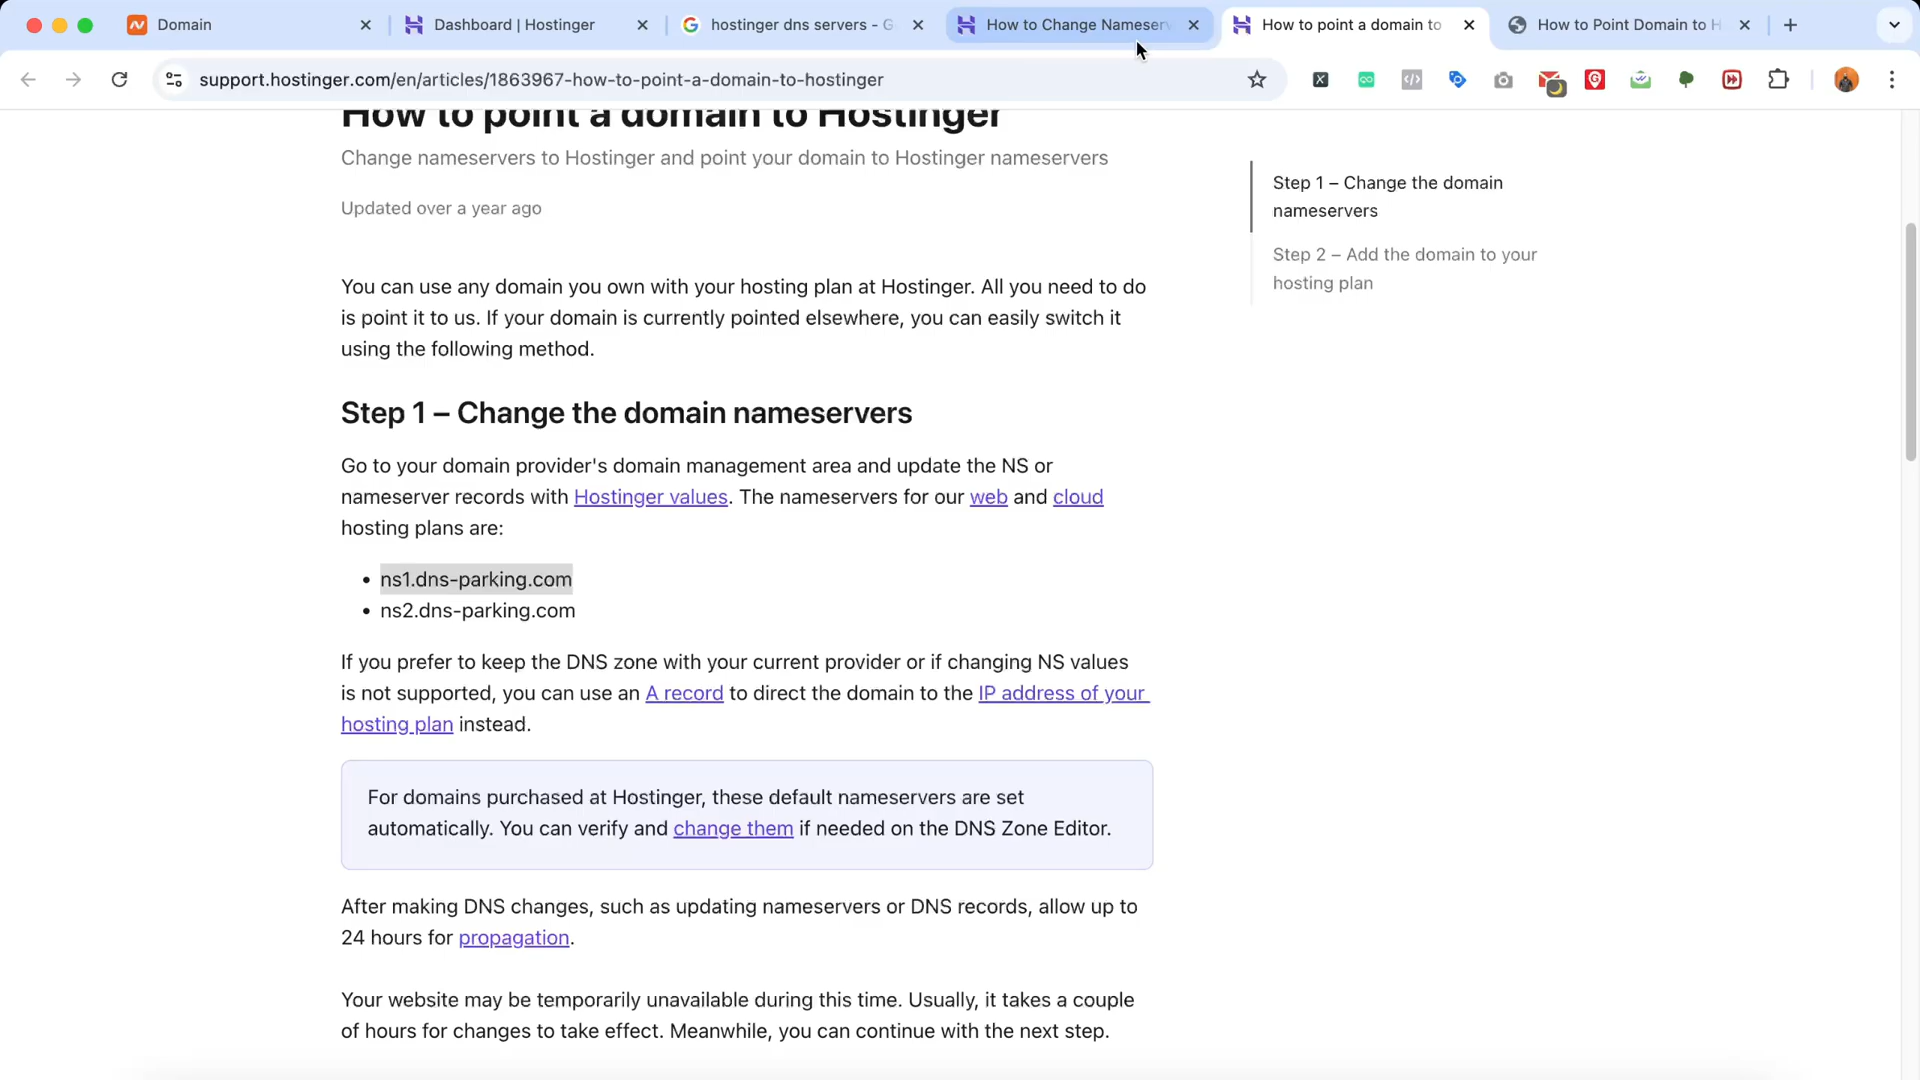 Domain
Dashboard | Hostinger
hostinger dns servers - G
How to Change Nameserv
How to point a domain to
How to Point Domain to H
support.hostinger.com/en/articles/1863967-how-to-point-a-domain-to-hostinger
How to point a domain to Hostinger
Change nameservers to Hostinger and point your domain to Hostinger nameservers
Updated over a year ago
Step 1 – Change the domain
nameservers
Step 2 – Add the domain to your
hosting plan
You can use any domain you own with your hosting plan at Hostinger. All you need to do
is point it to us. If your domain is currently pointed elsewhere, you can easily switch it
using the following method.
Step 1 – Change the domain nameservers
Go to your domain provider's domain management area and update the NS or
nameserver records with Hostinger values. The nameservers for our web and cloud
hosting plans are:
• ns1.dns-parking.com
• ns2.dns-parking.com
If you prefer to keep the DNS zone with your current provider or if changing NS values
is not supported, you can use an A record to direct the domain to the IP address of your
hosting plan instead.
For domains purchased at Hostinger, these default nameservers are set
automatically. You can verify and change them if needed on the DNS Zone Editor.
After making DNS changes, such as updating nameservers or DNS records, allow up to
24 hours for propagation.
Your website may be temporarily unavailable during this time. Usually, it takes a couple
of hours for changes to take effect. Meanwhile, you can continue with the next step.